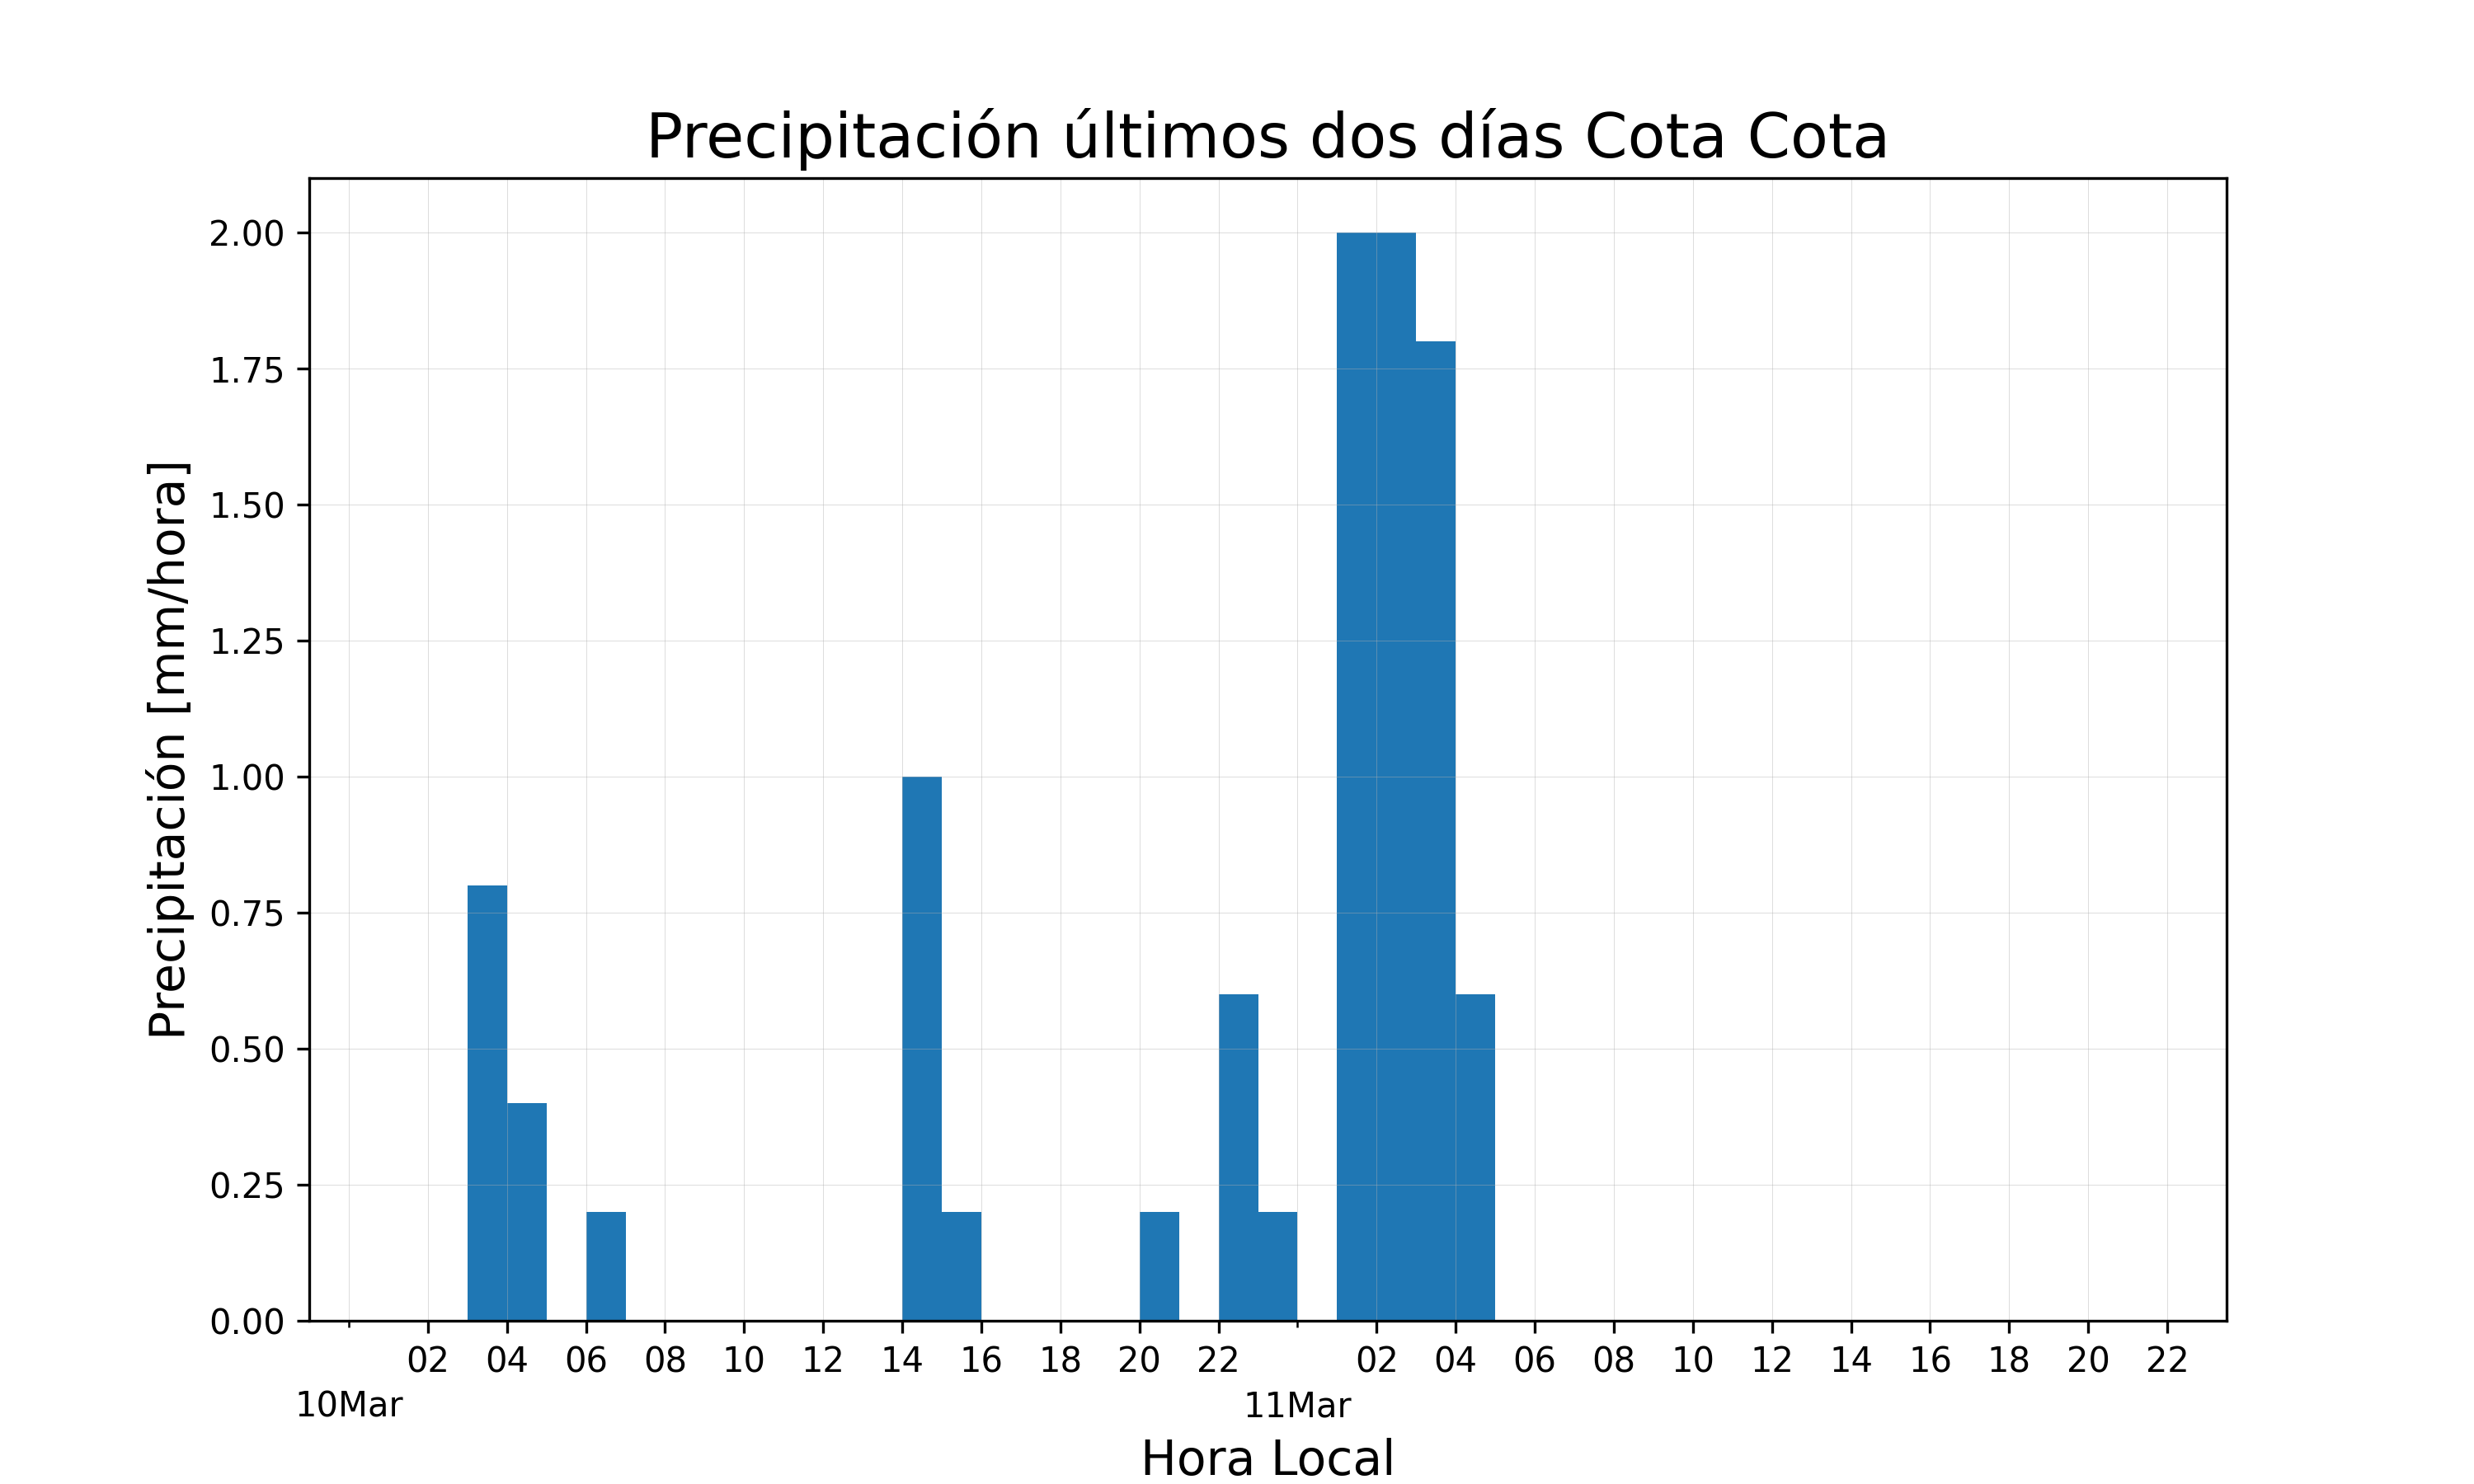 Precipitación últimos dos días Cota Cota
Precipitación [mm/hora]
2.00
1.75
1.50
1.25
1.00
0.75
0.50
0.25
0.00
02 04 06 08 10 12 14 16 18 20 22 02 04 06 08 10 12 14 16 18 20 22
10Mar 11Mar
Hora Local